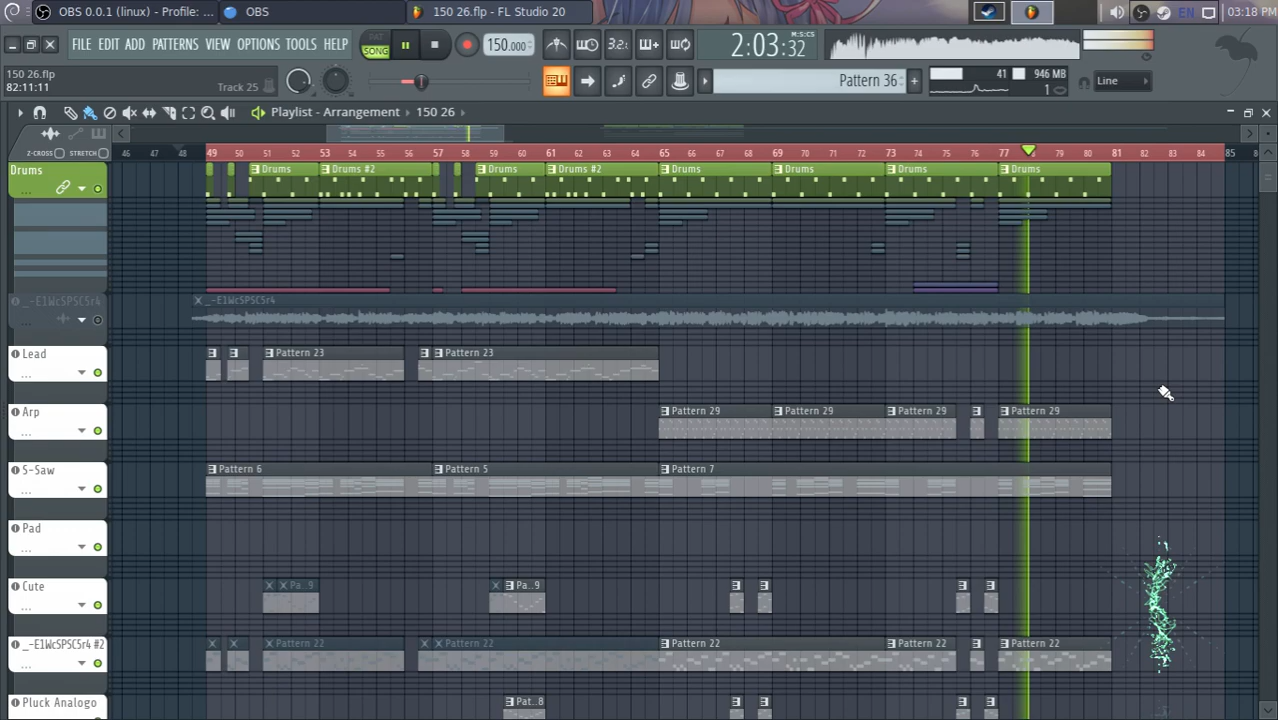 OBS 0.0.1 (linux) - Profile: ...
OBS
150 26.flp - FL Studio 20
EN
03:18 PM
FILE EDIT ADD PATTERNS VIEW OPTIONS TOOLS HELP
PAT
SONG
150.000
3.2.
2:03:32
M:S:CS
150 26.flp
82:11:11
Track 25
Pattern 36
41
946 MB
1
Line
Playlist - Arrangement
150 26
Z-CROSS
STRETCH
46 47 48 49 50 51 52 53 54 55 56 57 58 59 60 61 62 63 64 65 66 67 68 69 70 71 72 73 74 75 76 77 79 80 81 82 83 84 85
Drums
...
Drums
Drums #2
Drums
Drums #2
Drums
Drums
Drums
Drums
_-E1Wc5PSC5r4
...
_-E1Wc5PSC5r4
Lead
...
Pattern 23
Pattern 23
Arp
...
Pattern 29
Pattern 29
Pattern 29
Pattern 29
S-Saw
...
Pattern 6
Pattern 5
Pattern 7
Pad
...
Cute
...
Pa..9
Pa..9
_-E1Wc5PSC5r4 #2
...
Pattern 22
Pattern 22
Pattern 22
Pattern 22
Pattern 22
Pluck Analogo
Pat..8